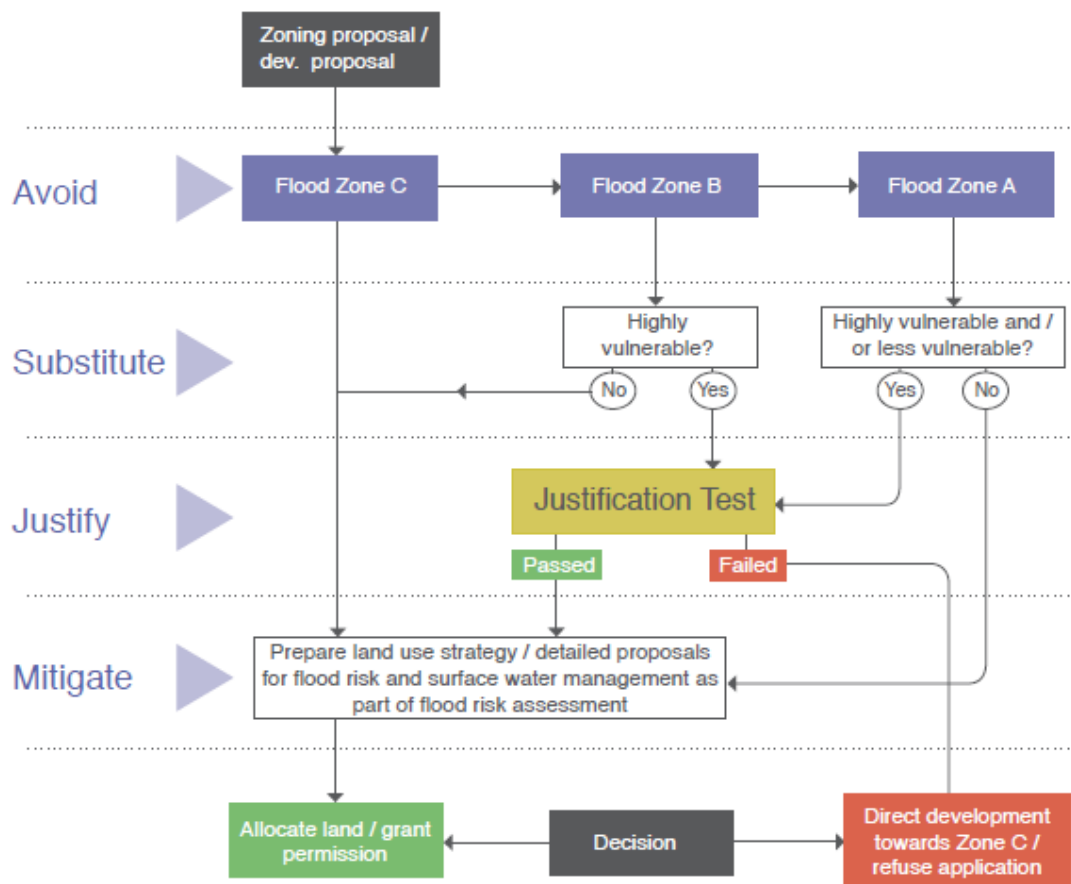 Zoning proposal /
dev. proposal
Avoid
Flood Zone C
Flood Zone B
Flood Zone A
Substitute
Highly
vulnerable?
No
Yes
Highly vulnerable and /
or less vulnerable?
Yes
No
Justify
Justification Test
Passed
Failed
Mitigate
Prepare land use strategy / detailed proposals
for flood risk and surface water management as
part of flood risk assessment
Allocate land / grant
permission
Decision
Direct development
towards Zone C /
refuse application